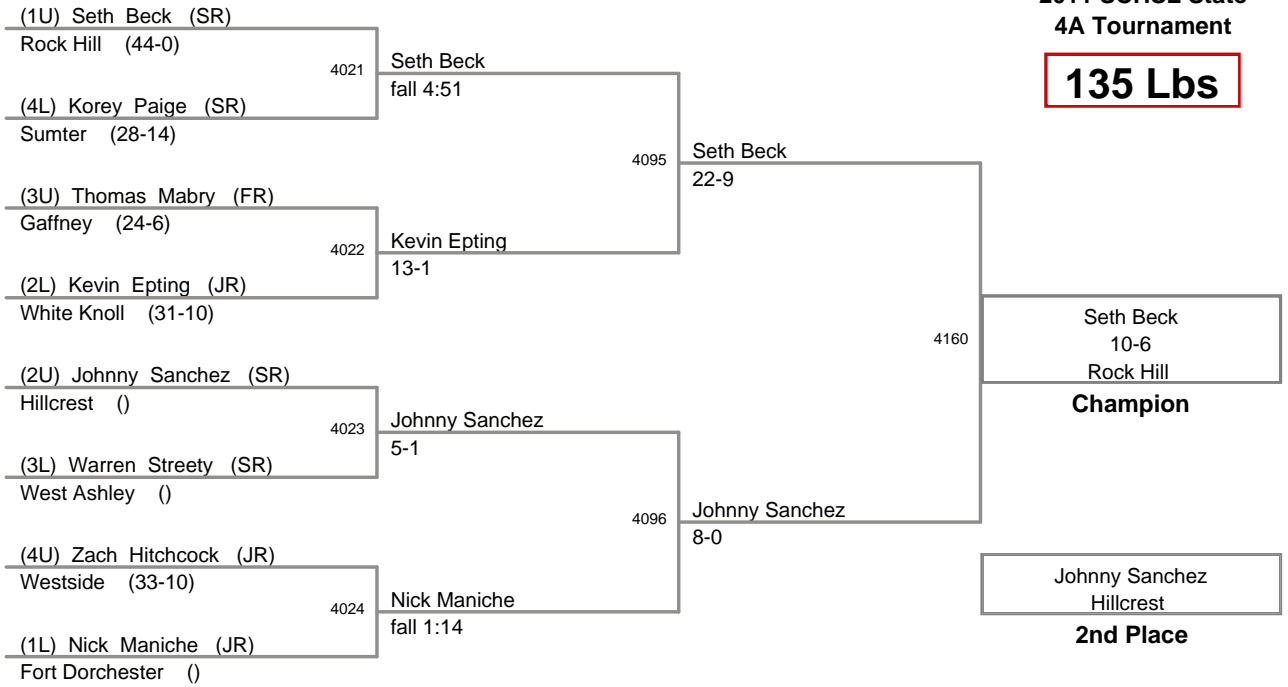 4A Tournament
135 Lbs
(1U) Seth Beck (SR)
Rock Hill (44-0)
4021
Seth Beck
fall 4:51
(4L) Korey Paige (SR)
Sumter (28-14)
4095
Seth Beck
22-9
(3U) Thomas Mabry (FR)
Gaffney (24-6)
4022
Kevin Epting
13-1
(2L) Kevin Epting (JR)
White Knoll (31-10)
4160
Seth Beck
10-6
Rock Hill
Champion
(2U) Johnny Sanchez (SR)
Hillcrest ()
4023
Johnny Sanchez
5-1
(3L) Warren Streety (SR)
West Ashley ()
4096
Johnny Sanchez
8-0
(4U) Zach Hitchcock (JR)
Westside (33-10)
4024
Nick Maniche
fall 1:14
(1L) Nick Maniche (JR)
Fort Dorchester ()
Johnny Sanchez
Hillcrest
2nd Place